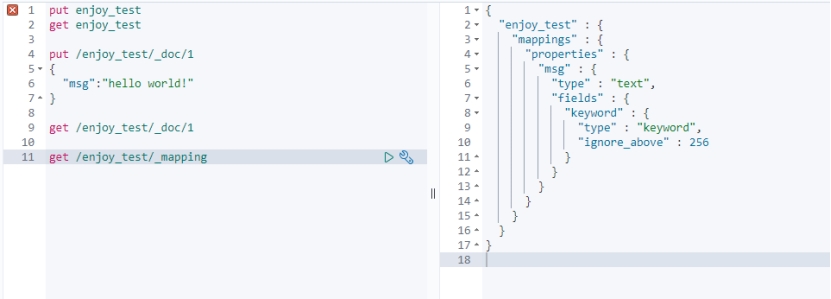 1 put enjoy_test
2 get enjoy_test
3
4 put /enjoy_test/_doc/1
5 {
6   "msg":"hello world!"
7 }
8
9 get /enjoy_test/_doc/1
10
11 get /enjoy_test/_mapping
1 {
2   "enjoy_test" : {
3     "mappings" : {
4       "properties" : {
5         "msg" : {
6           "type" : "text",
7           "fields" : {
8             "keyword" : {
9               "type" : "keyword",
10               "ignore_above" : 256
11             }
12           }
13         }
14       }
15     }
16   }
17 }
18